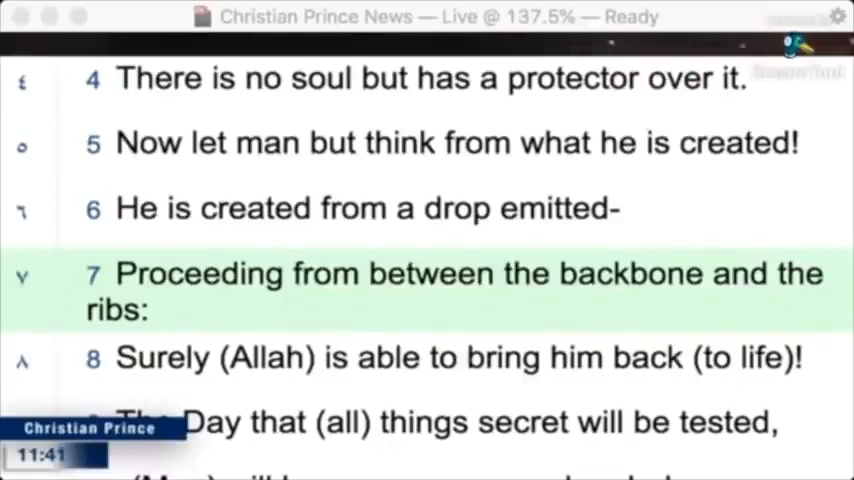 Christian Prince News — Live @ 137.5% — Ready
٤ 4 There is no soul but has a protector over it.
٥ 5 Now let man but think from what he is created!
٦ 6 He is created from a drop emitted-
٧ 7 Proceeding from between the backbone and the
ribs:
٨ 8 Surely (Allah) is able to bring him back (to life)!
The Day that (all) things secret will be tested,
Christian Prince
11:41